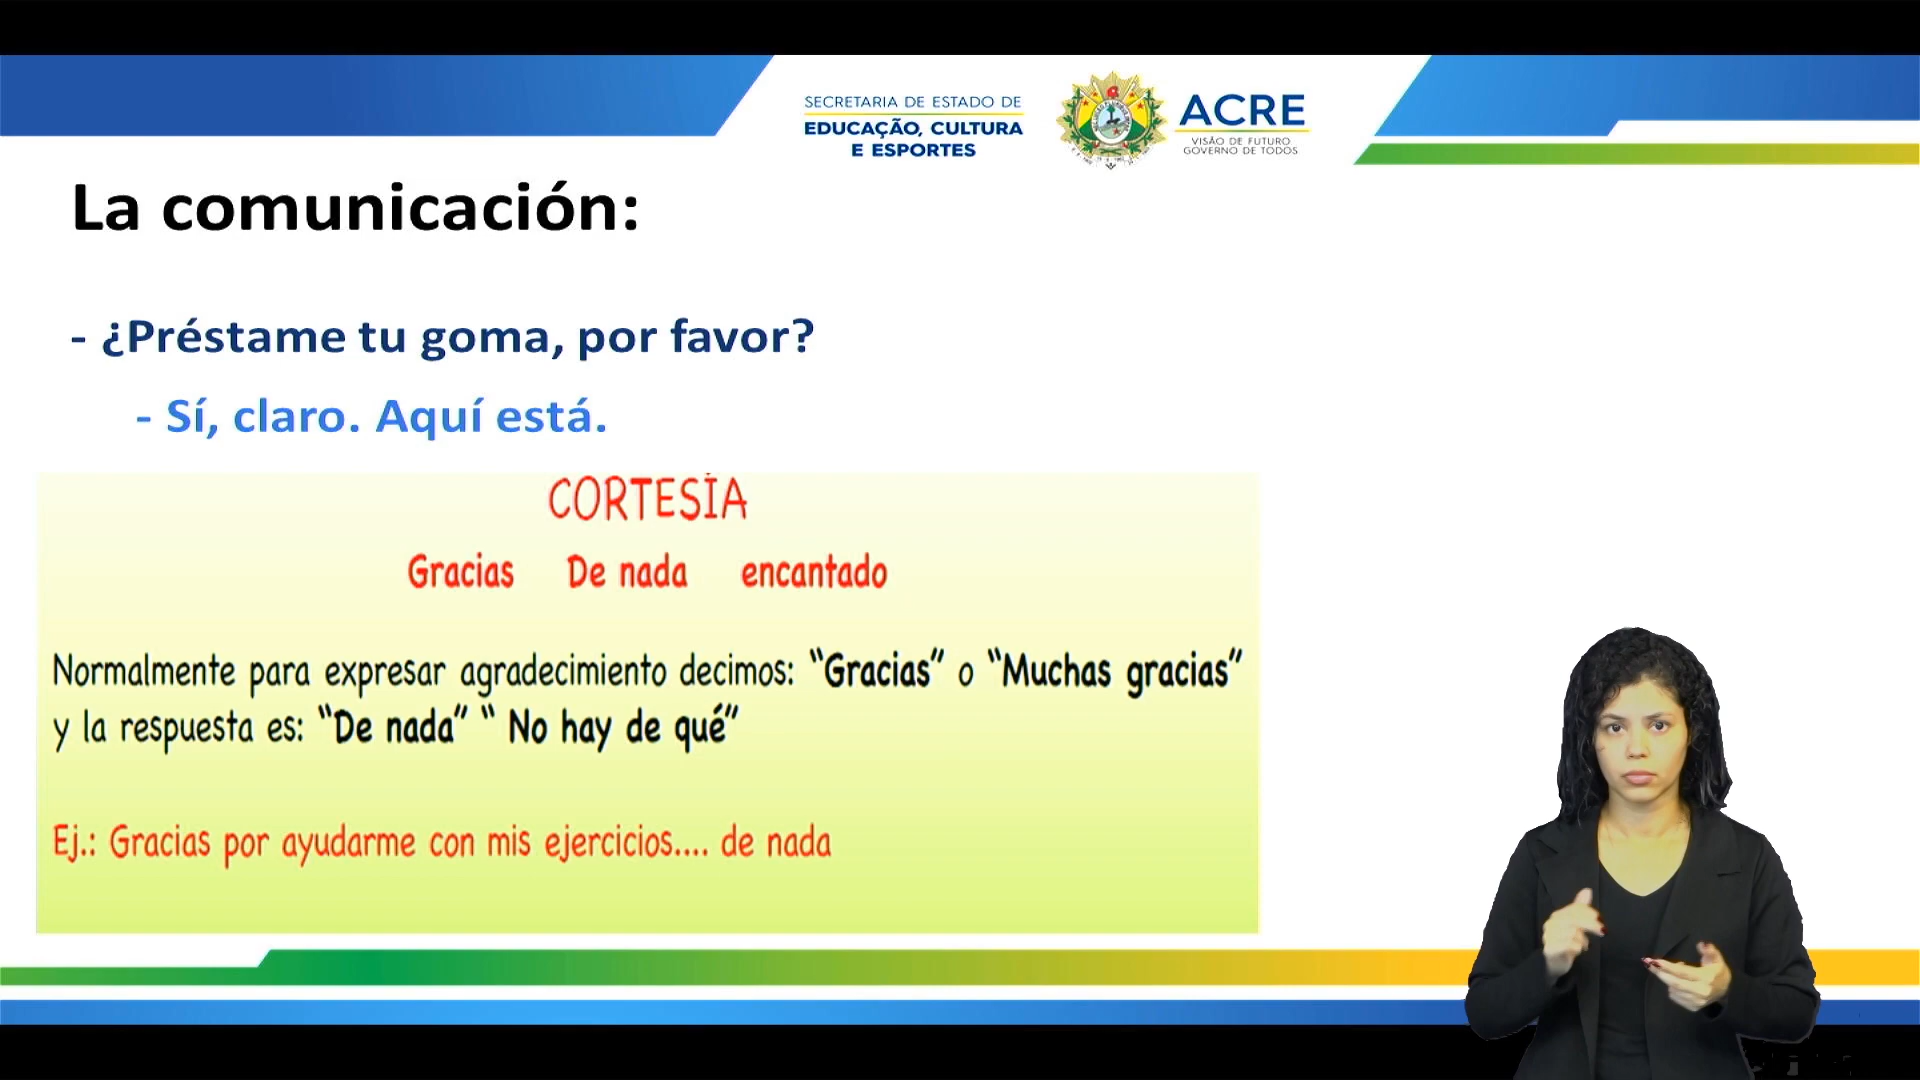 SECRETARIA DE ESTADO DE
EDUCAÇÃO, CULTURA
E ESPORTES
ACRE
VISÃO DE FUTURO
GOVERNO DE TODOS
La comunicación:
- ¿Préstame tu goma, por favor?
- Sí, claro. Aquí está.
CORTESÍA
Gracias De nada encantado
Normalmente para expresar agradecimiento decimos: “Gracias” o “Muchas gracias”
y la respuesta es: “De nada” “ No hay de qué”
Ej.: Gracias por ayudarme con mis ejercicios.... de nada